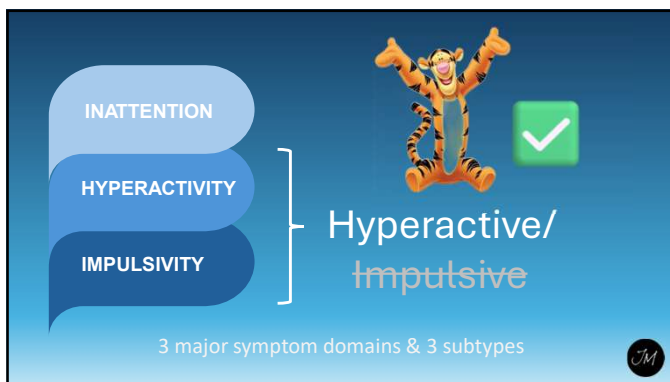 INATTENTION
HYPERACTIVITY
IMPULSIVITY
Hyperactive/
Impulsive
3 major symptom domains & 3 subtypes
JM